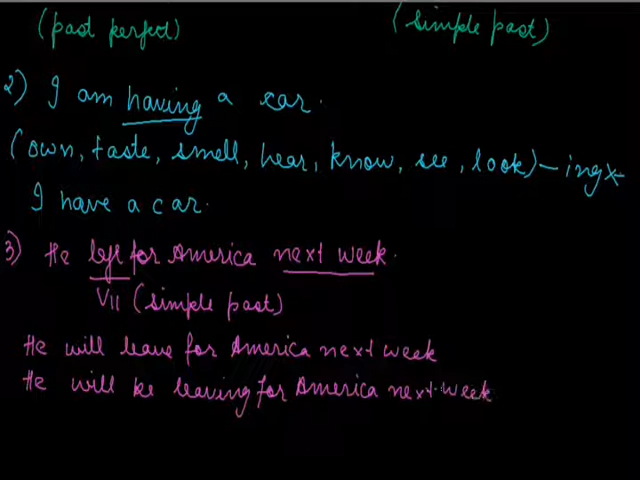 (past perfect) (simple past)
2) I am having a car.
(own, taste, smell, hear, know, see, look) - ing ×
I have a car.
3) He left for America next week.
VII (simple past)
He will leave for America next week
He will be leaving for America next week